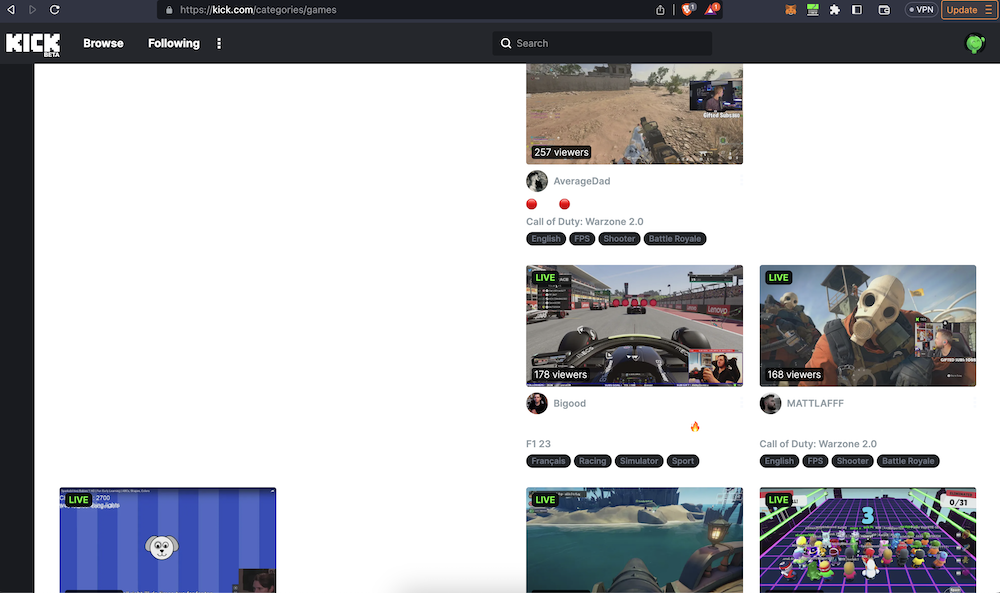 https://kick.com/categories/games
1
1
VPN
Update
KICK
BETA
Browse
Following
Search
Gifted Subs
257 viewers
AverageDad
Call of Duty: Warzone 2.0
English
FPS
Shooter
Battle Royale
LIVE
Lenovo
178 viewers
LIVE
168 viewers
Bigood
MATTLAFFF
F1 23
Call of Duty: Warzone 2.0
Français
Racing
Simulator
Sport
English
FPS
Shooter
Battle Royale
LIVE
2700
LIVE
LIVE
0/31
3